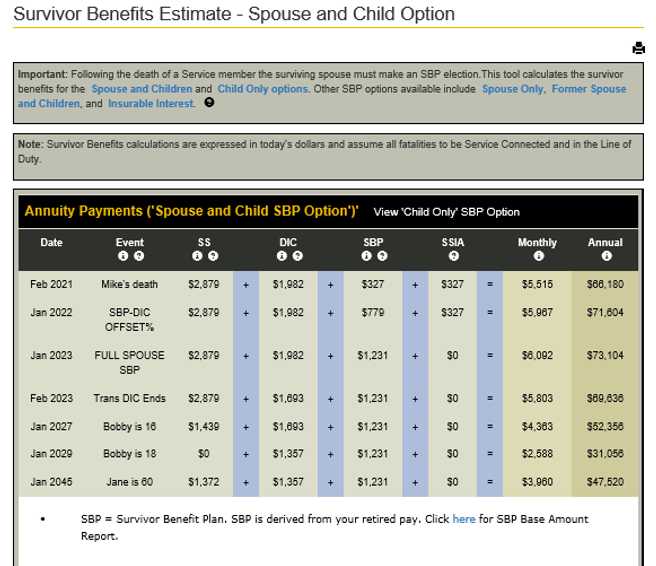 Survivor Benefits Estimate - Spouse and Child Option
Important: Following the death of a Service member the surviving spouse must make an SBP election.This tool calculates the survivor
benefits for the Spouse and Children and Child Only options. Other SBP options available include Spouse Only, Former Spouse
and Children, and Insurable Interest.
Note: Survivor Benefits calculations are expressed in today's dollars and assume all fatalities to be Service Connected and in the Line of
Duty.
Annuity Payments ('Spouse and Child SBP Option')' View 'Child Only' SBP Option
Date Event SS DIC SBP SSIA Monthly Annual
Feb 2021 Mike's death $2,879 + $1,982 + $327 + $327 = $5,515 $66,180
Jan 2022 SBP-DIC $2,879 + $1,982 + $779 + $327 = $5,967 $71,604
OFFSET%
Jan 2023 FULL SPOUSE $2,879 + $1,982 + $1,231 + $0 = $6,092 $73,104
SBP
Feb 2023 Trans DIC Ends $2,879 + $1,693 + $1,231 + $0 = $5,803 $69,636
Jan 2027 Bobby is 16 $1,439 + $1,693 + $1,231 + $0 = $4,363 $52,356
Jan 2029 Bobby is 18 $0 + $1,357 + $1,231 + $0 = $2,588 $31,056
Jan 2045 Jane is 60 $1,372 + $1,357 + $1,231 + $0 = $3,960 $47,520
• SBP = Survivor Benefit Plan. SBP is derived from your retired pay. Click here for SBP Base Amount
Report.